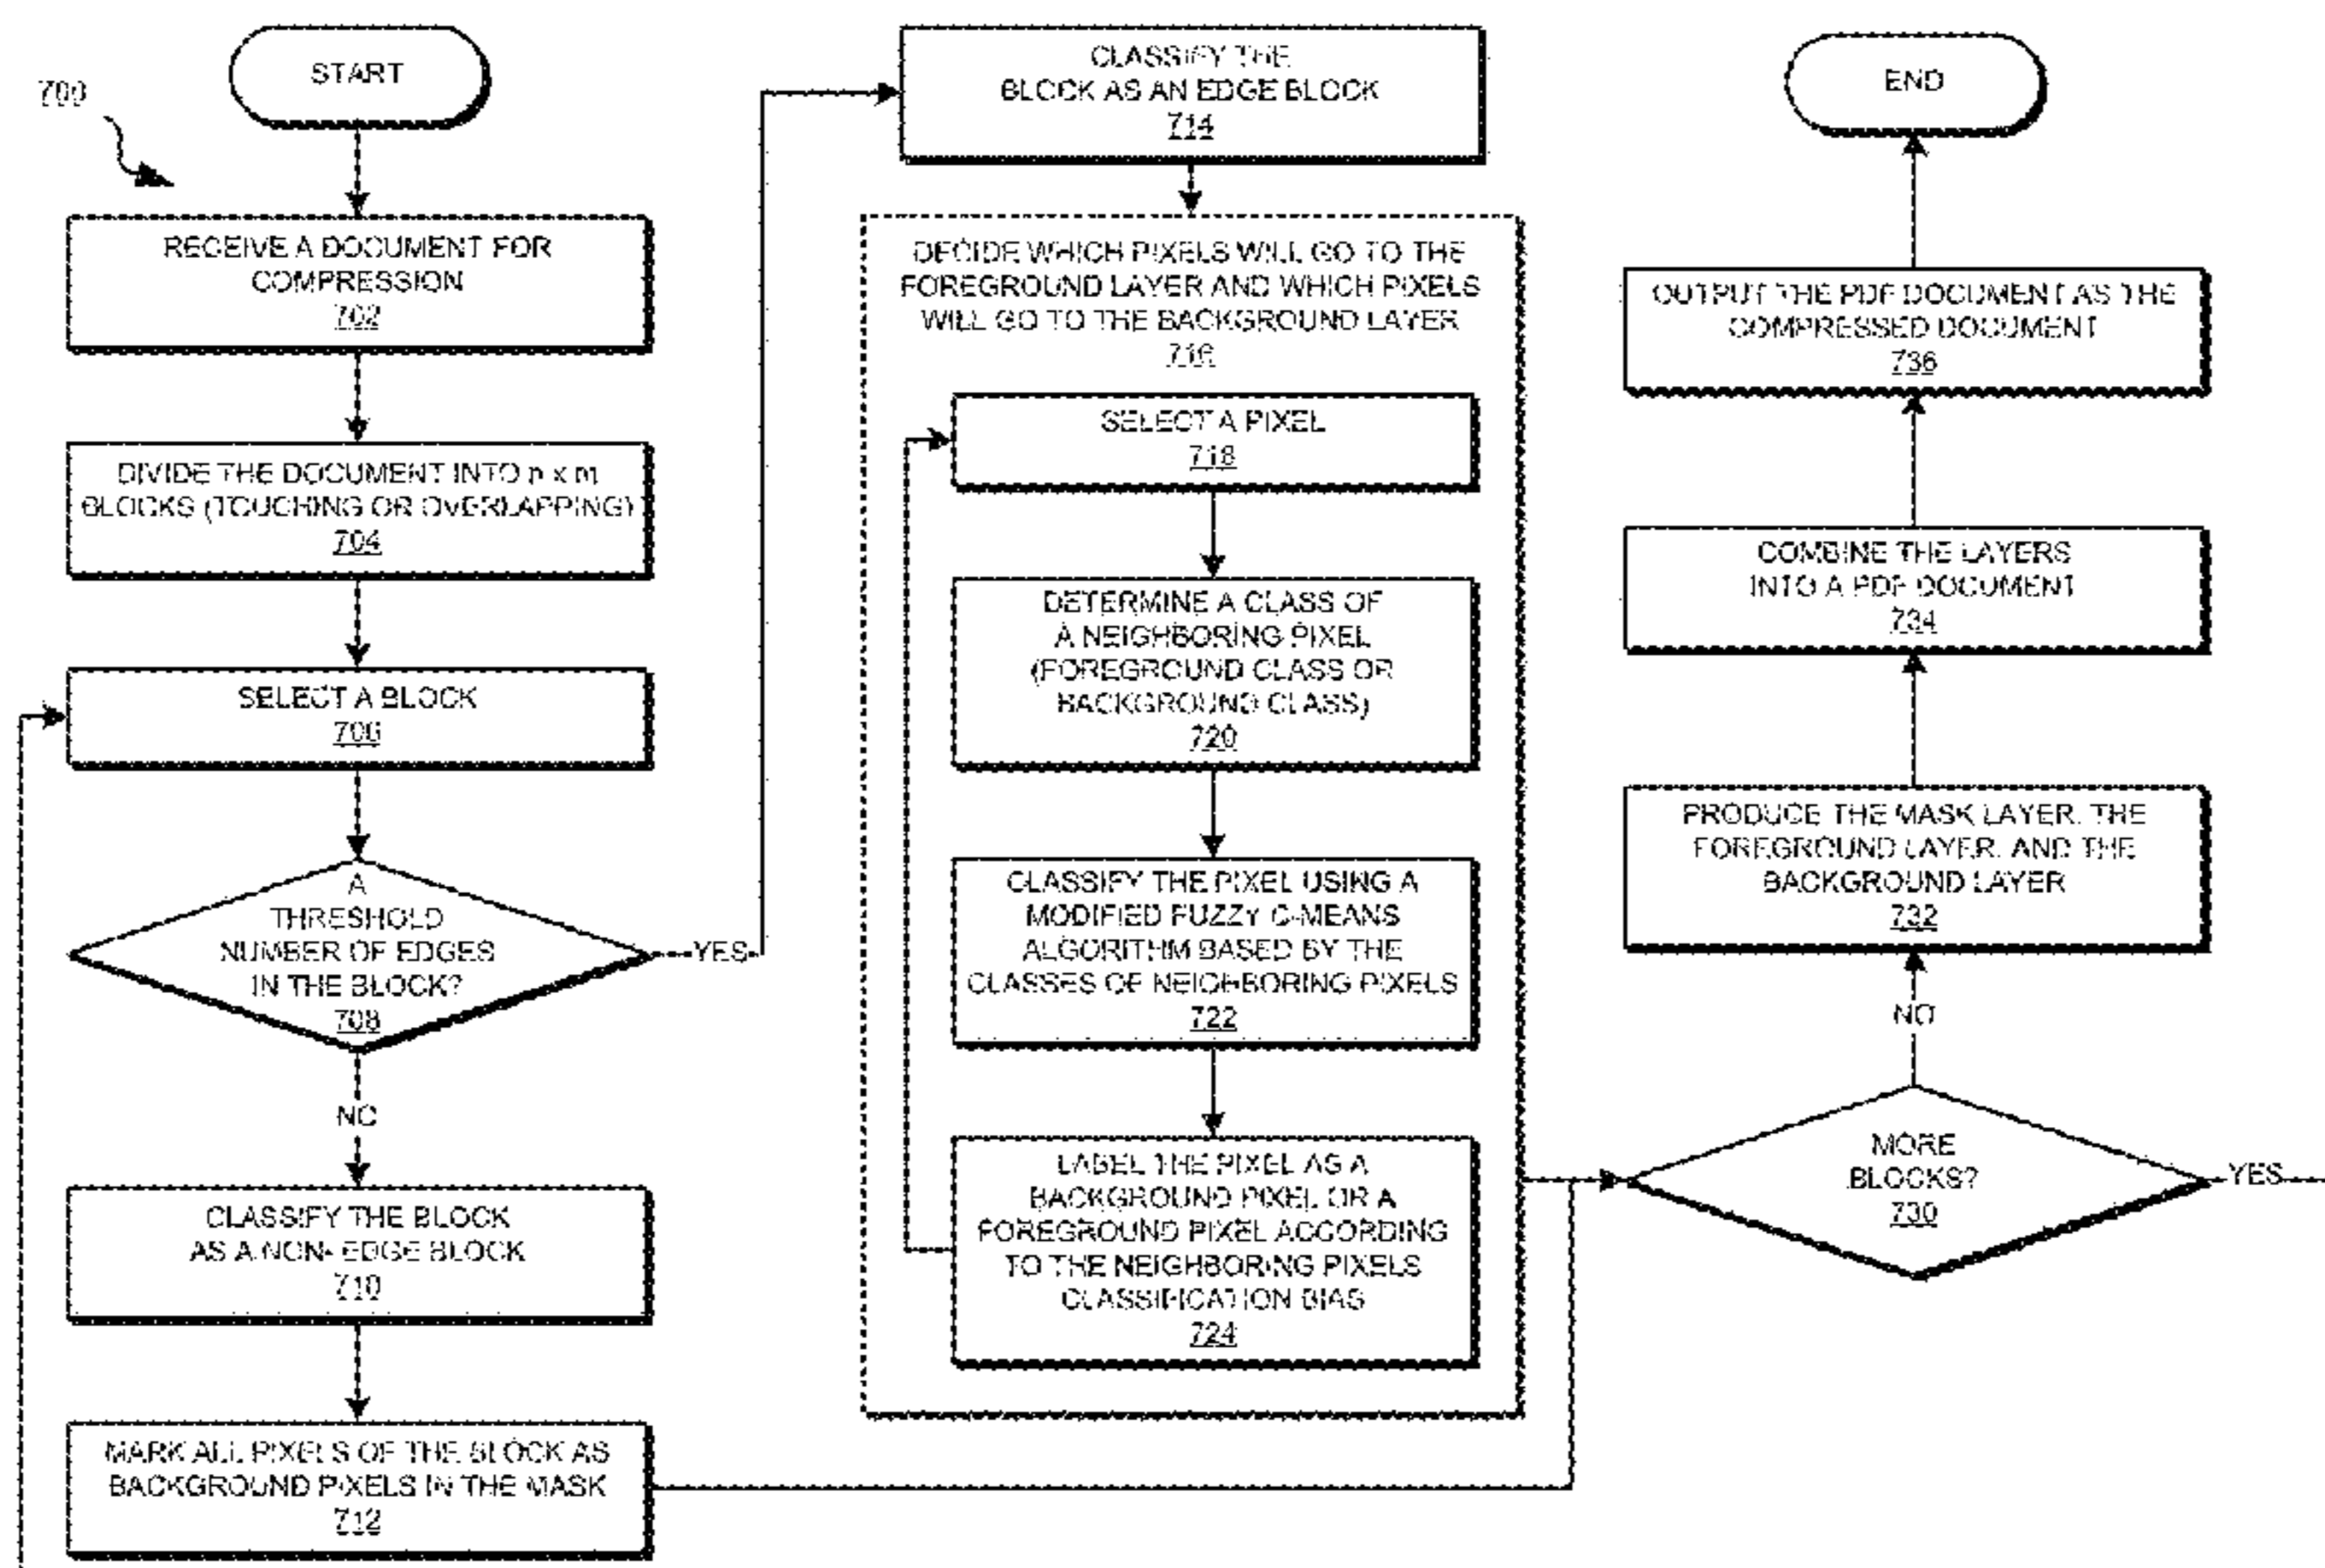 700
START
RECEIVE A DOCUMENT FOR
COMPRESSION
702
DIVIDE THE DOCUMENT INTO n x m
BLOCKS (TOUCHING OR OVERLAPPING)
704
SELECT A BLOCK
706
A
THRESHOLD
NUMBER OF EDGES
IN THE BLOCK?
708
YES
NO
CLASSIFY THE BLOCK
AS A NON- EDGE BLOCK
710
MARK ALL PIXELS OF THE BLOCK AS
BACKGROUND PIXELS IN THE MASK
712
CLASSIFY THE
BLOCK AS AN EDGE BLOCK
714
DECIDE WHICH PIXELS WILL GO TO THE
FOREGROUND LAYER AND WHICH PIXELS
WILL GO TO THE BACKGROUND LAYER
716
SELECT A PIXEL
718
DETERMINE A CLASS OF
A NEIGHBORING PIXEL
(FOREGROUND CLASS OR
BACKGROUND CLASS)
720
CLASSIFY THE PIXEL USING A
MODIFIED FUZZY C-MEANS
ALGORITHM BASED BY THE
CLASSES OF NEIGHBORING PIXELS
722
LABEL THE PIXEL AS A
BACKGROUND PIXEL OR A
FOREGROUND PIXEL ACCORDING
TO THE NEIGHBORING PIXELS
CLASSIFICATION BIAS
724
END
OUTPUT THE PDF DOCUMENT AS THE
COMPRESSED DOCUMENT
736
COMBINE THE LAYERS
INTO A PDF DOCUMENT
734
PRODUCE THE MASK LAYER, THE
FOREGROUND LAYER, AND THE
BACKGROUND LAYER
732
NO
MORE
BLOCKS?
730
YES